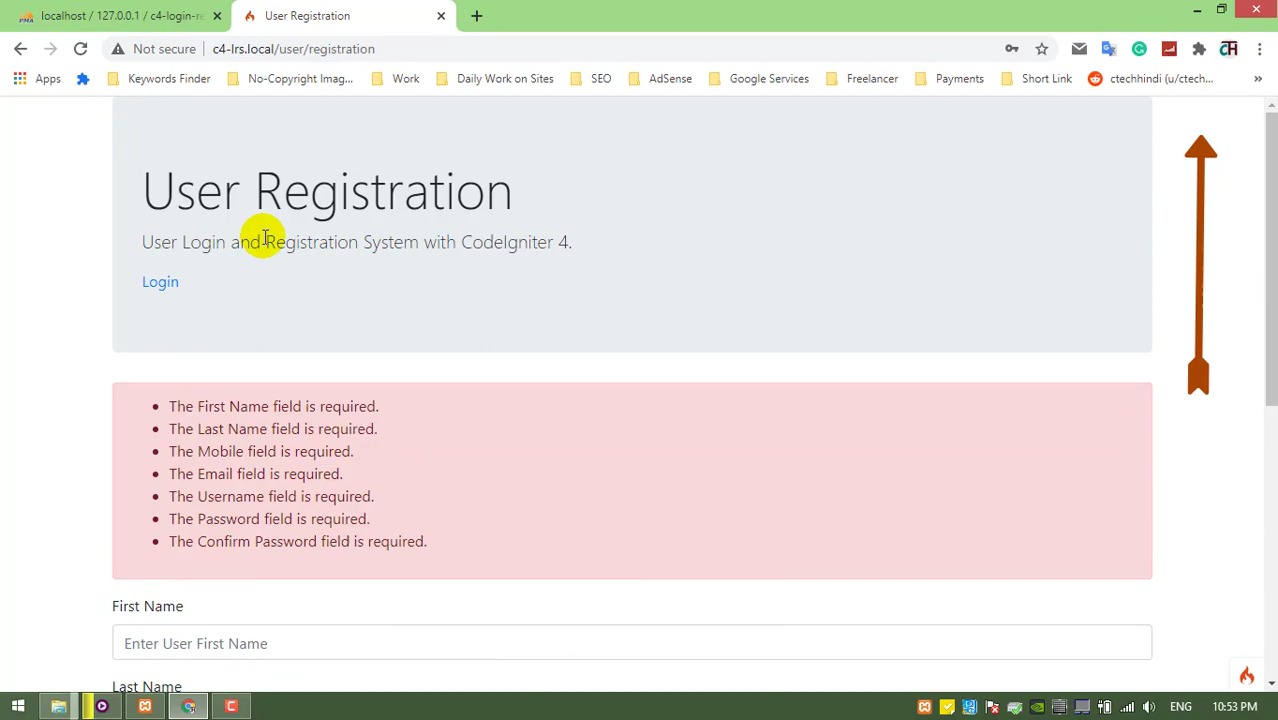 localhost / 127.0.0.1 / c4-login-re
User Registration
Not secure
c4-lrs.local/user/registration
Apps
Keywords Finder
No-Copyright Imag...
Work
Daily Work on Sites
SEO
AdSense
Google Services
Freelancer
Payments
Short Link
ctechhindi (u/ctech...
»
User Registration
User Login and Registration System with CodeIgniter 4.
Login
The First Name field is required.
The Last Name field is required.
The Mobile field is required.
The Email field is required.
The Username field is required.
The Password field is required.
The Confirm Password field is required.
First Name
Enter User First Name
Last Name
ENG
10:53 PM